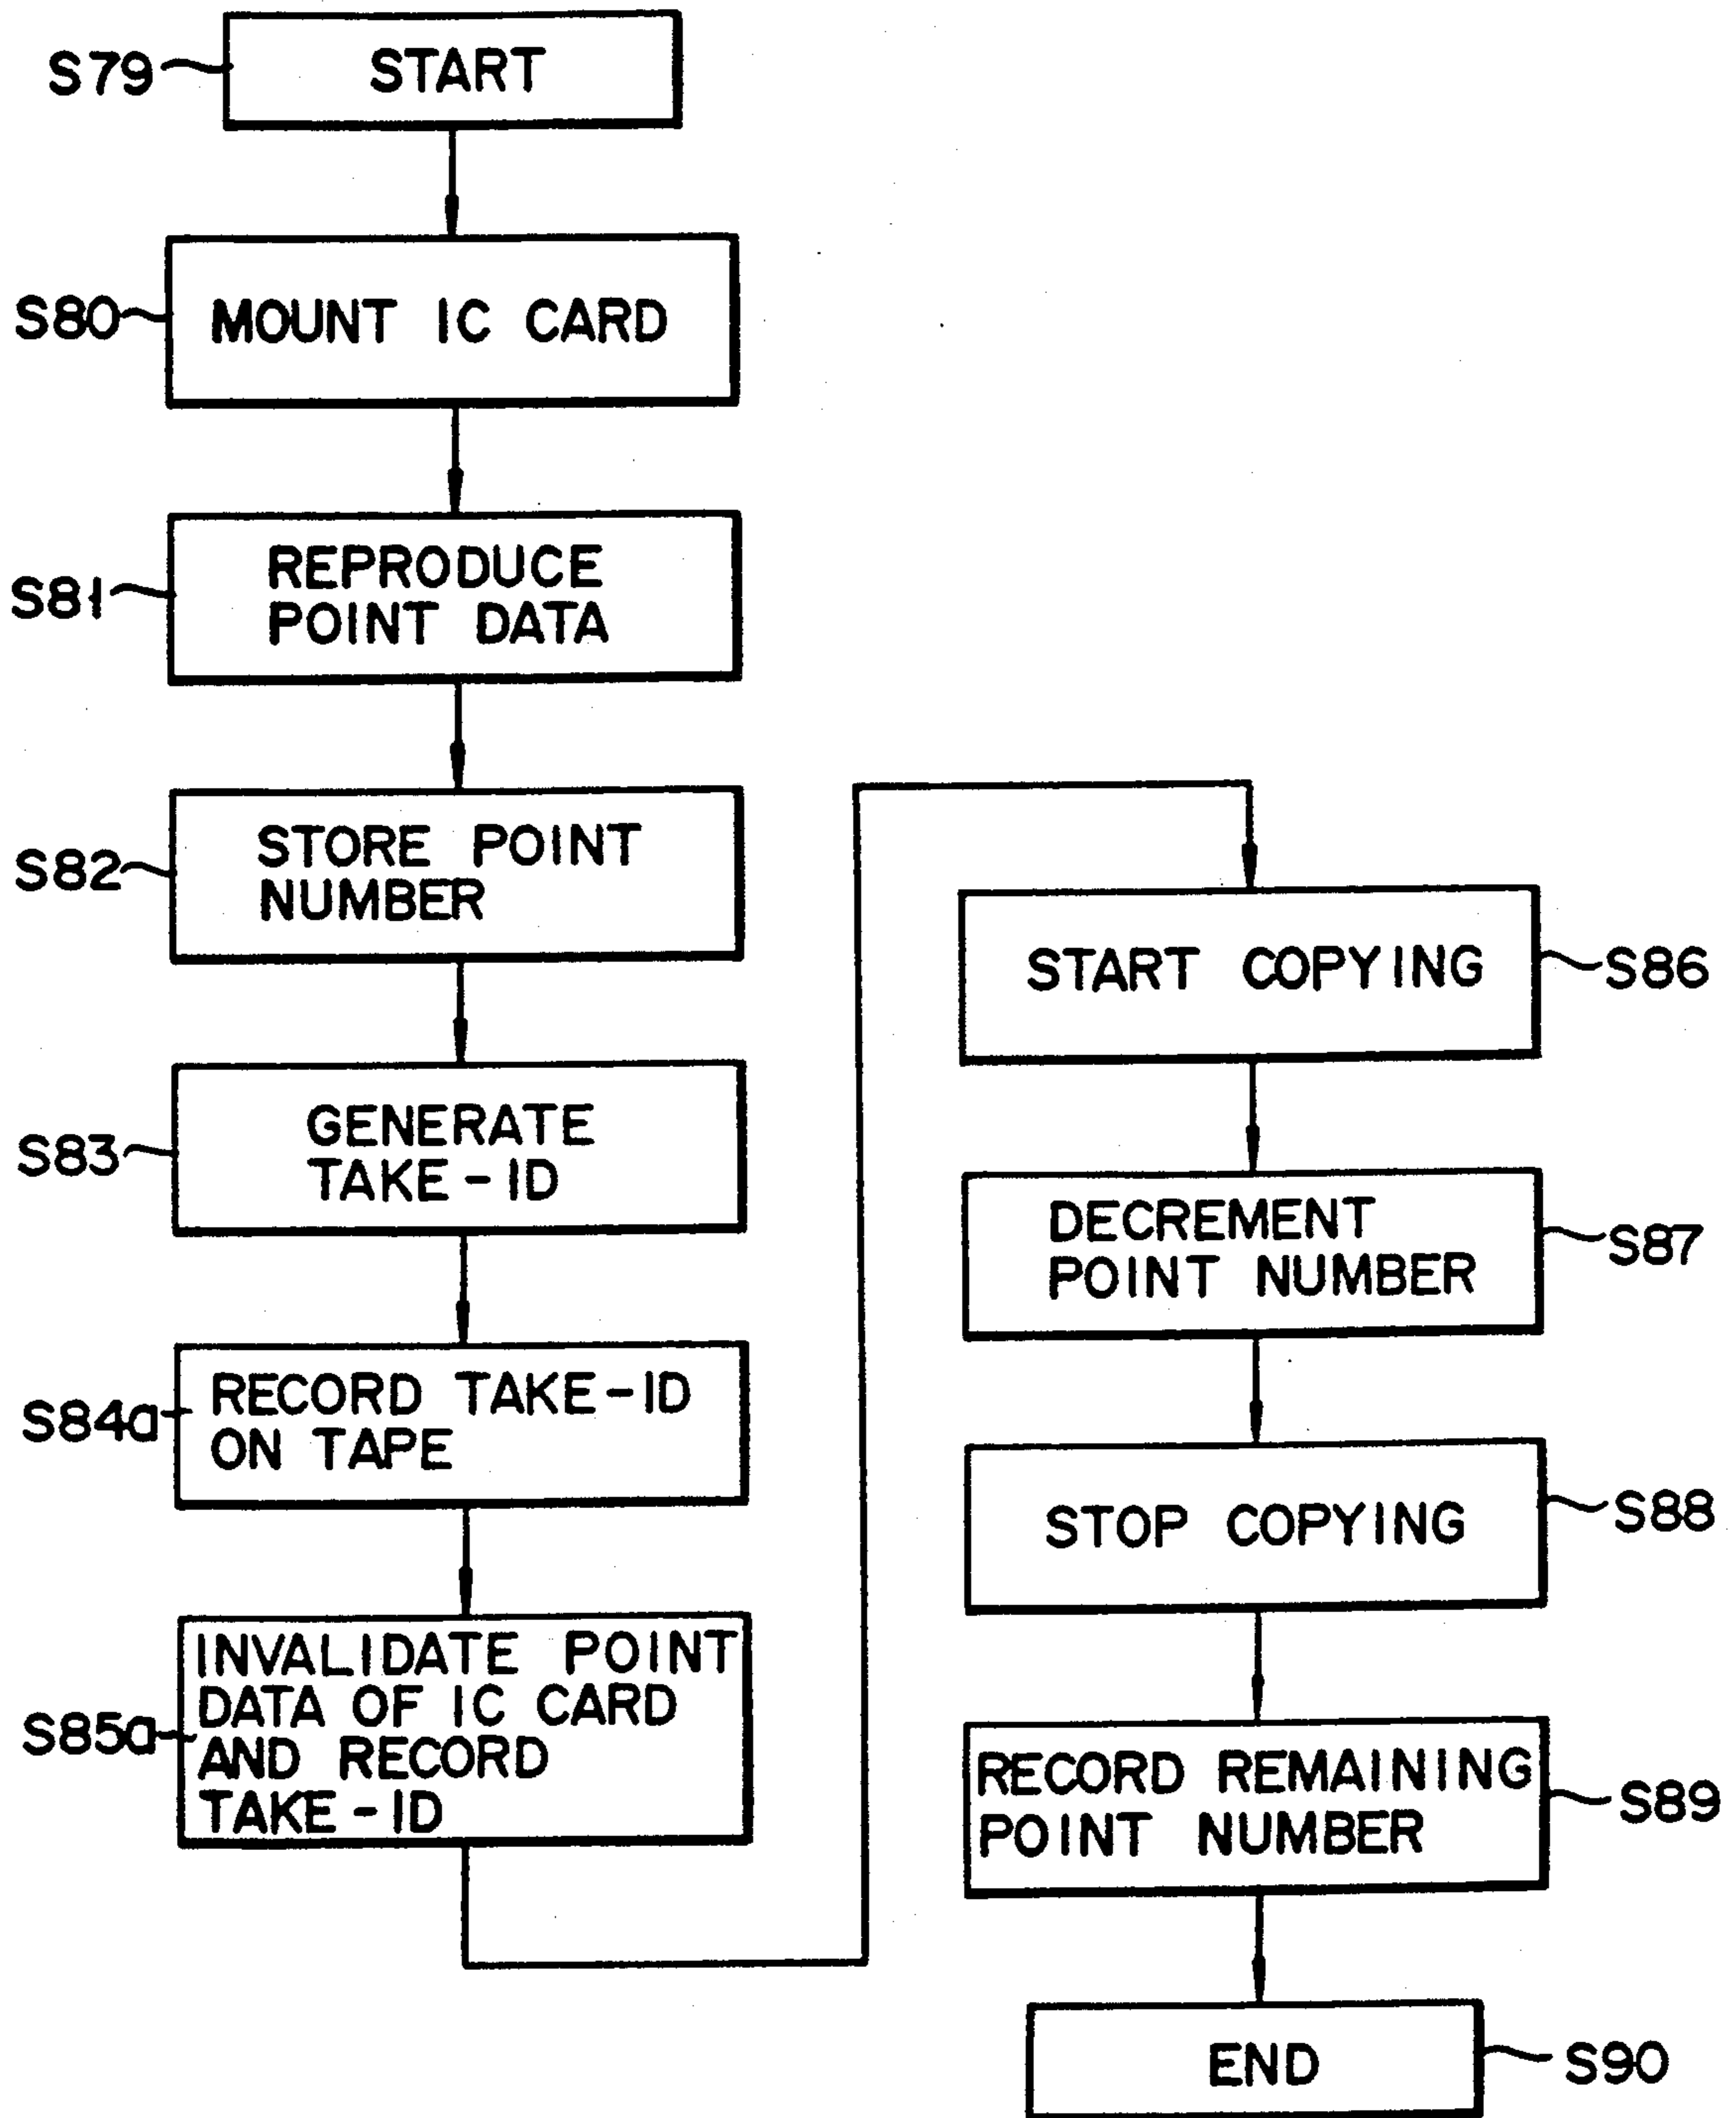 S79
START
S80
MOUNT IC CARD
S81
REPRODUCE
POINT DATA
S82
STORE POINT
NUMBER
S83
GENERATE
TAKE-ID
S84a
RECORD TAKE-ID
ON TAPE
S85a
INVALIDATE POINT
DATA OF IC CARD
AND RECORD
TAKE-ID
START COPYING
S86
DECREMENT
POINT NUMBER
S87
STOP COPYING
S88
RECORD REMAINING
POINT NUMBER
S89
END
S90